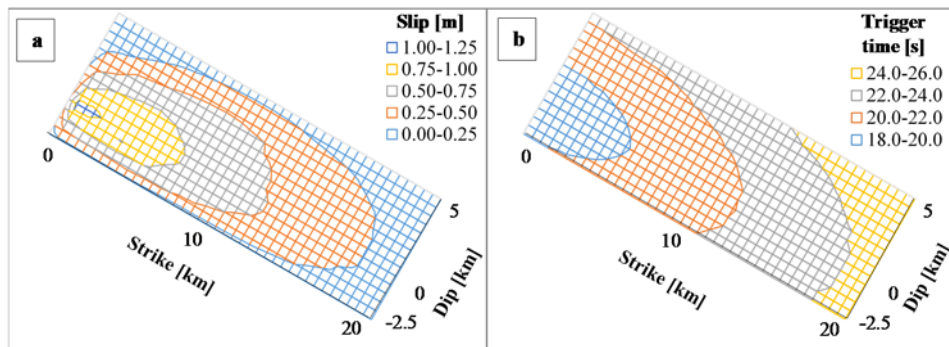 a
Slip [m]
1.00-1.25
0.75-1.00
0.50-0.75
0.25-0.50
0.00-0.25
0
10
20
Strike [km]
5
0
-2.5
Dip [km]
b
Trigger
time [s]
24.0-26.0
22.0-24.0
20.0-22.0
18.0-20.0
0
10
20
Strike [km]
5
0
-2.5
Dip [km]